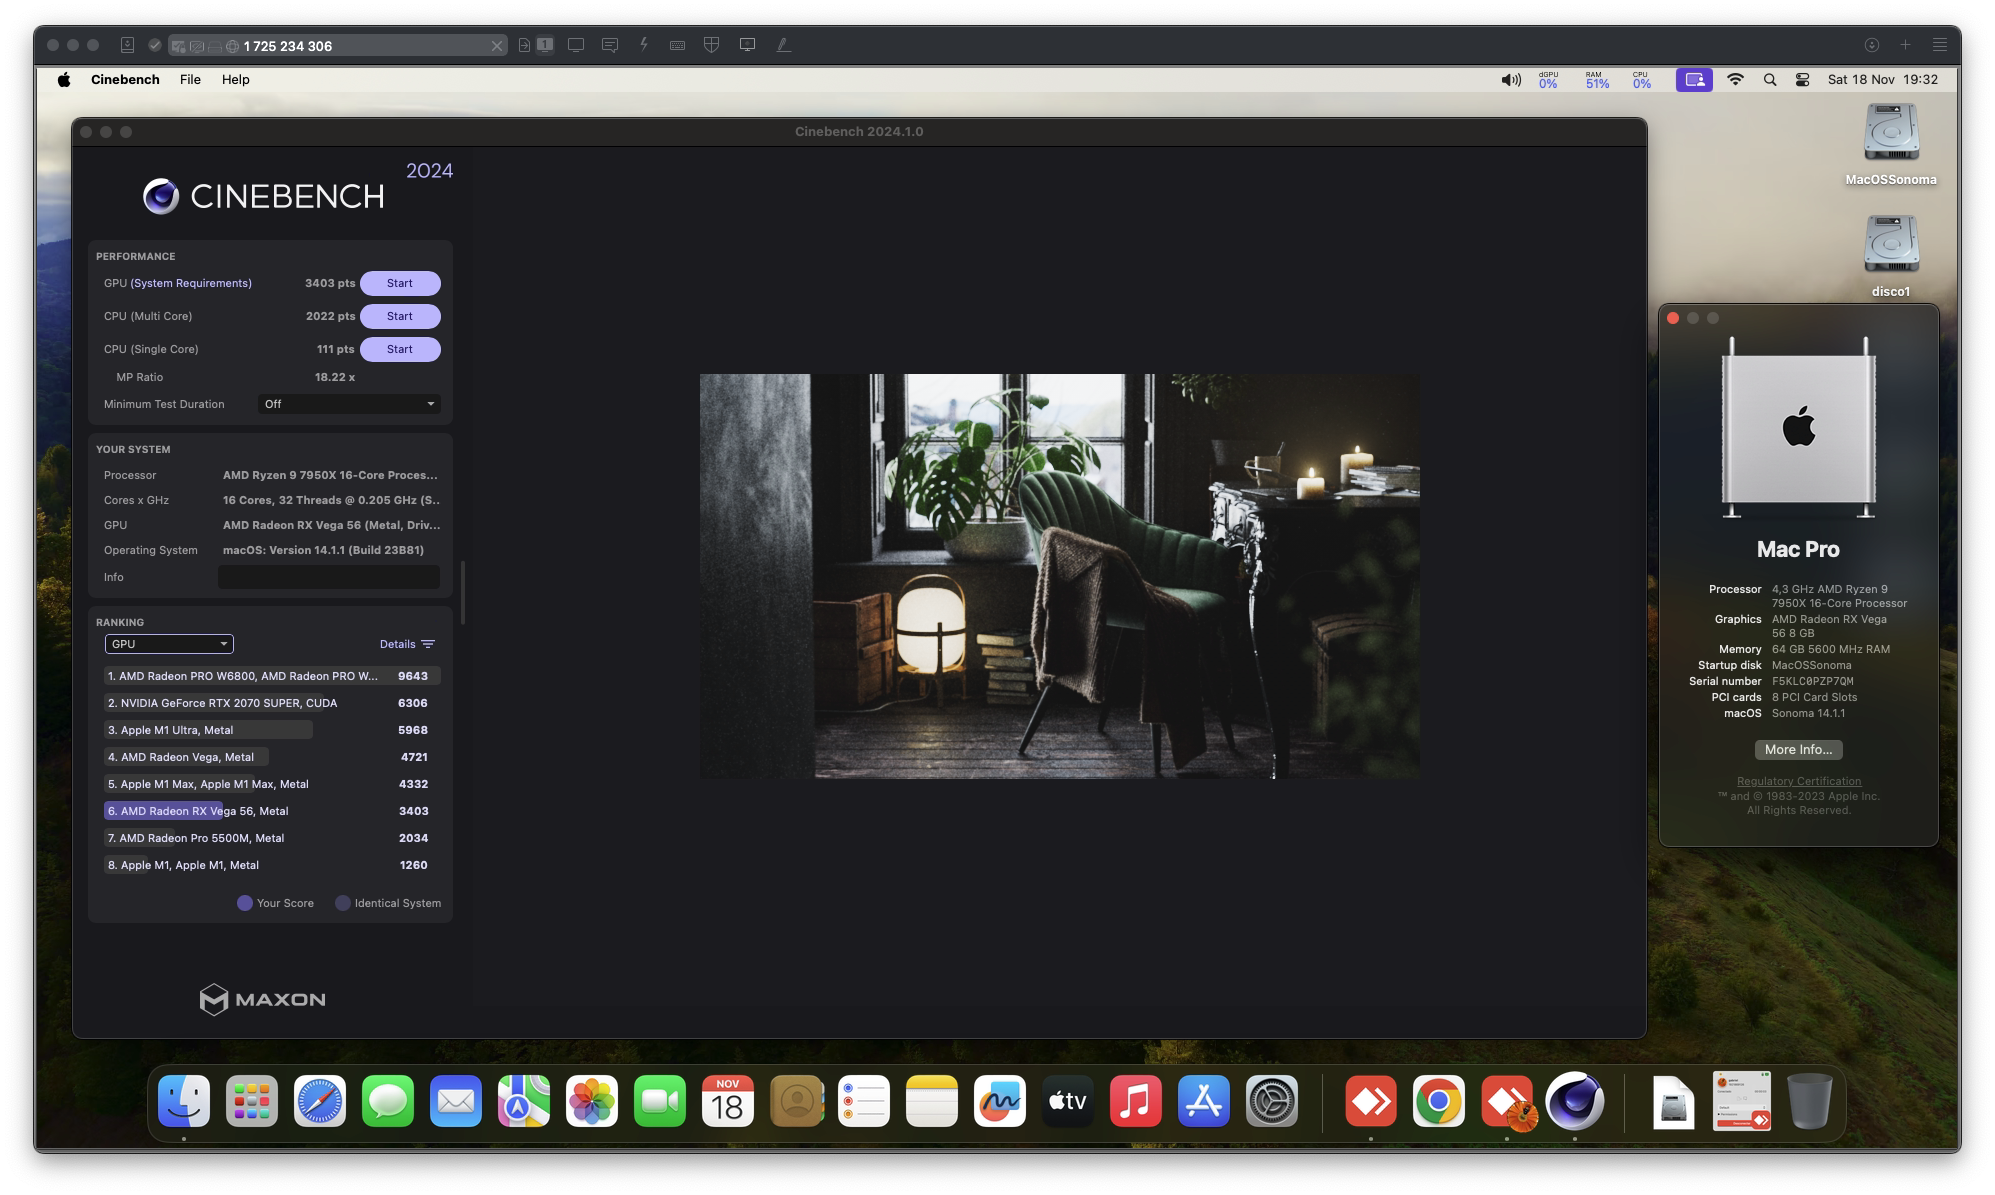 1 725 234 306
1
Cinebench File Help
dGPU 0% RAM 51% CPU 0% Sat 18 Nov 19:32
MacOSSonoma
disco1
Cinebench 2024.1.0
CINEBENCH 2024
PERFORMANCE
GPU (System Requirements) 3403 pts Start
CPU (Multi Core) 2022 pts Start
CPU (Single Core) 111 pts Start
MP Ratio 18.22 x
Minimum Test Duration Off
YOUR SYSTEM
Processor AMD Ryzen 9 7950X 16-Core Proces...
Cores x GHz 16 Cores, 32 Threads @ 0.205 GHz (S..
GPU AMD Radeon RX Vega 56 (Metal, Driv...
Operating System macOS: Version 14.1.1 (Build 23B81)
Info
RANKING
GPU Details
1. AMD Radeon PRO W6800, AMD Radeon PRO W... 9643
2. NVIDIA GeForce RTX 2070 SUPER, CUDA 6306
3. Apple M1 Ultra, Metal 5968
4. AMD Radeon Vega, Metal 4721
5. Apple M1 Max, Apple M1 Max, Metal 4332
6. AMD Radeon RX Vega 56, Metal 3403
7. AMD Radeon Pro 5500M, Metal 2034
8. Apple M1, Apple M1, Metal 1260
Your Score Identical System
MAXON
Mac Pro
Processor 4,3 GHz AMD Ryzen 9
7950X 16-Core Processor
Graphics AMD Radeon RX Vega
56 8 GB
Memory 64 GB 5600 MHz RAM
Startup disk MacOSSonoma
Serial number F5KLC0PZP7QM
PCI cards 8 PCI Card Slots
macOS Sonoma 14.1.1
More Info...
Regulatory Certification
™ and © 1983-2023 Apple Inc.
All Rights Reserved.
NOV
18
tv